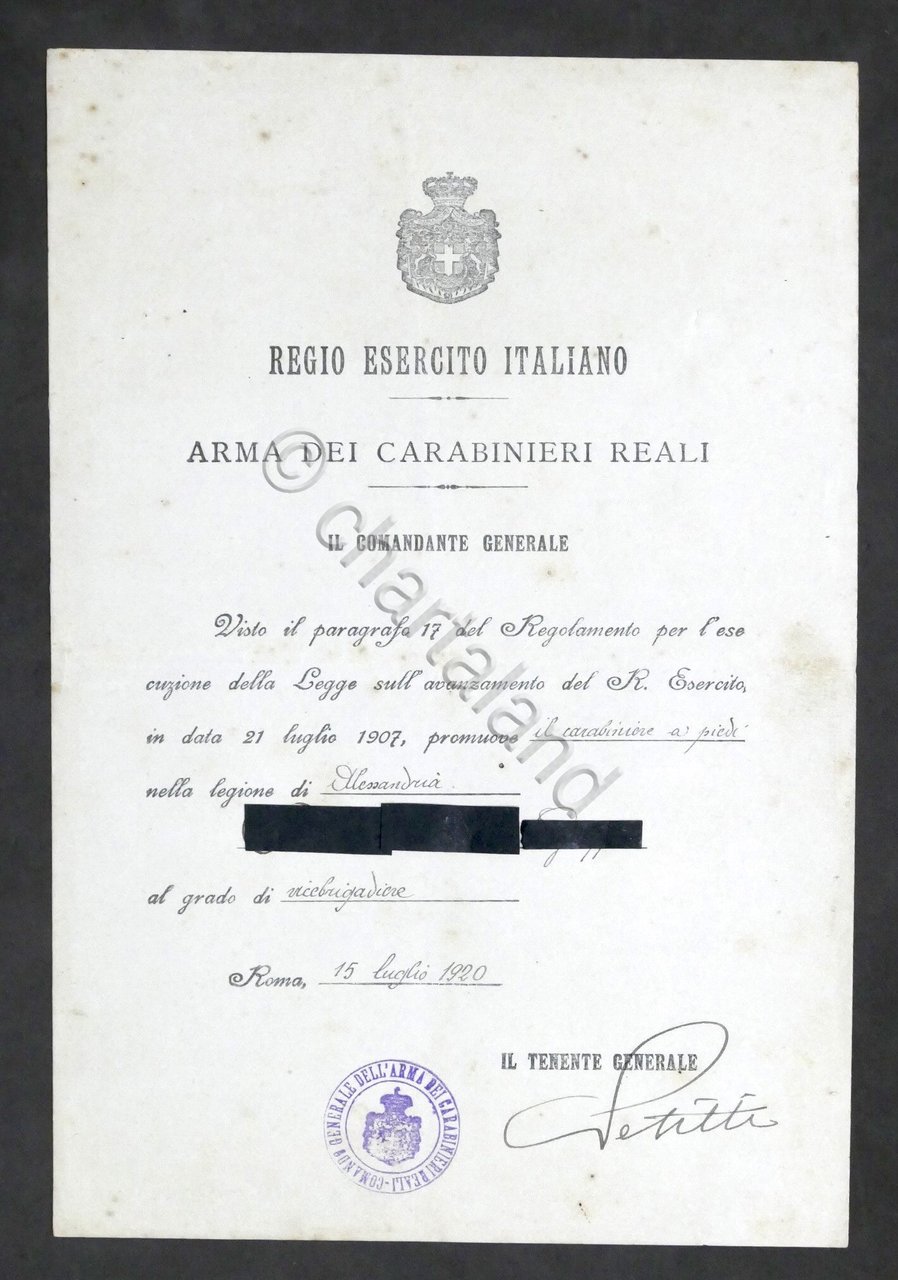 REGIO ESERCITO ITALIANO
ARMA DEI CARABINIERI REALI
IL COMANDANTE GENERALE
Visto il paragrafo 17 del Regolamento per l'ese
cuzione della Legge sull'avanzamento del R. Esercito,
in data 21 luglio 1907, promuove il carabiniere a piedi
nella legione di Alessandria
al grado di vicebrigadiere
Roma, 15 luglio 1920
IL TENENTE GENERALE
Petitti
COMANDO GENERALE DELL'ARMA DEI CARABINIERI REALI
© chartaland